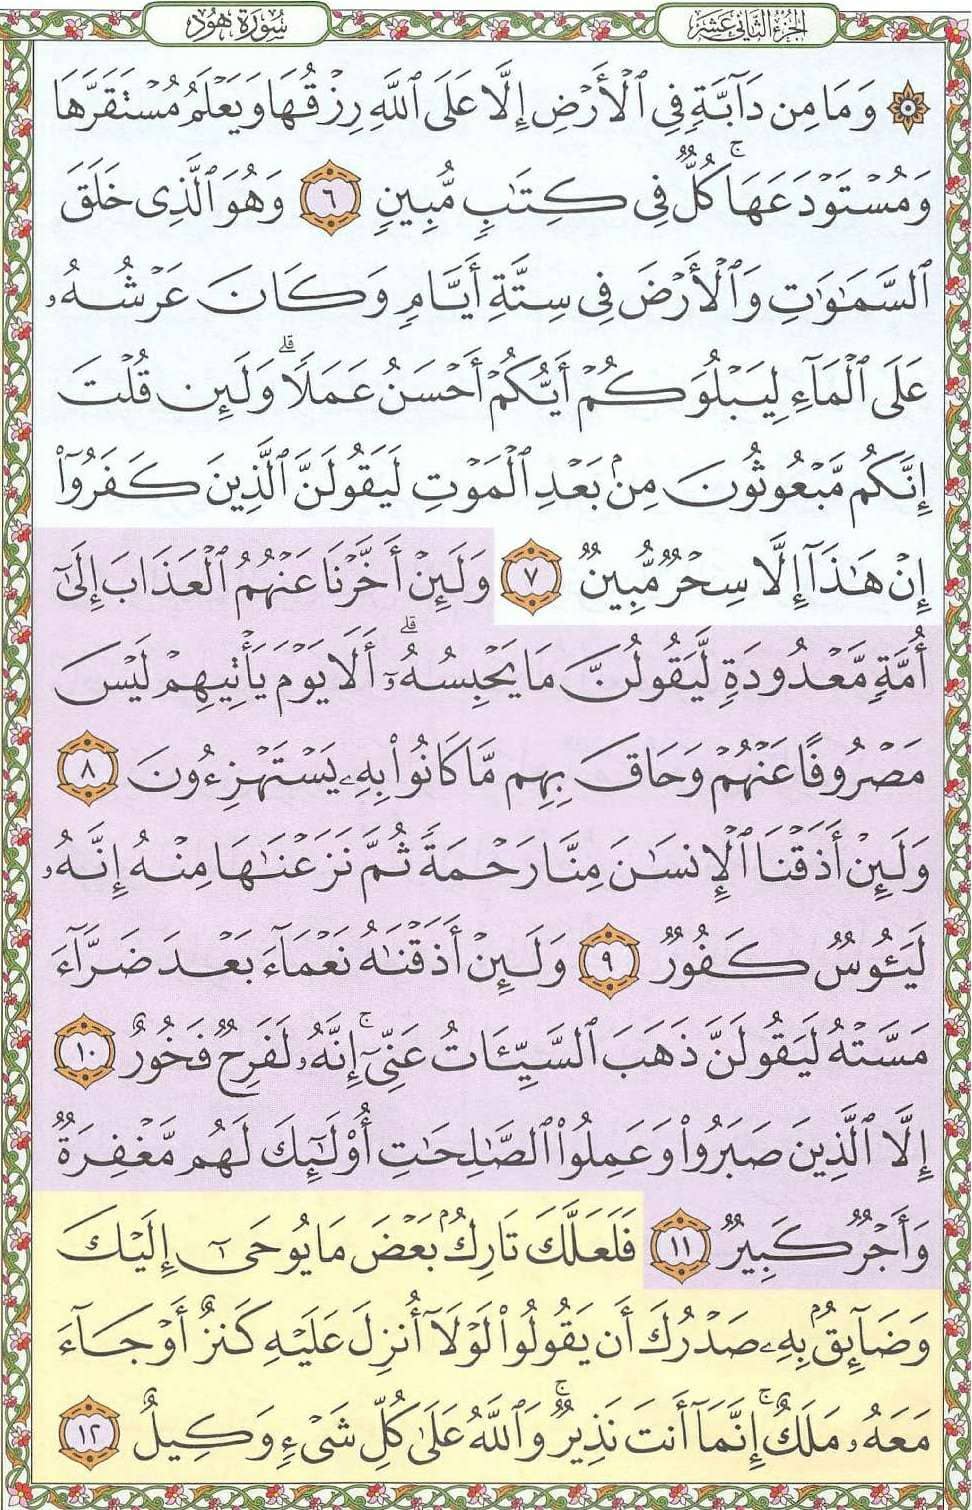 الجزء الثاني عشر
سورة هود
۞ وَمَا مِن دَآبَّةٖ فِي ٱلۡأَرۡضِ إِلَّا عَلَى ٱللَّهِ رِزۡقُهَا وَيَعۡلَمُ مُسۡتَقَرَّهَا
وَمُسۡتَوۡدَعَهَاۚ كُلّٞ فِي كِتَٰبٖ مُّبِينٖ ٦ وَهُوَ ٱلَّذِي خَلَقَ
ٱلسَّمَٰوَٰتِ وَٱلۡأَرۡضَ فِي سِتَّةِ أَيَّامٖ وَكَانَ عَرۡشُهُۥ
عَلَى ٱلۡمَآءِ لِيَبۡلُوَكُمۡ أَيُّكُمۡ أَحۡسَنُ عَمَلٗاۗ وَلَئِن قُلۡتَ
إِنَّكُم مَّبۡعُوثُونَ مِنۢ بَعۡدِ ٱلۡمَوۡتِ لَيَقُولَنَّ ٱلَّذِينَ كَفَرُوٓاْ
إِنۡ هَٰذَآ إِلَّا سِحۡرٞ مُّبِينٞ ٧ وَلَئِنۡ أَخَّرۡنَا عَنۡهُمُ ٱلۡعَذَابَ إِلَىٰٓ
أُمَّةٖ مَّعۡدُودَةٖ لَّيَقُولُنَّ مَا يَحۡبِسُهُۥٓۗ أَلَا يَوۡمَ يَأۡتِيهِمۡ لَيۡسَ
مَصۡرُوفًا عَنۡهُمۡ وَحَاقَ بِهِم مَّا كَانُواْ بِهِۦ يَسۡتَهۡزِءُونَ ٨
وَلَئِنۡ أَذَقۡنَا ٱلۡإِنسَٰنَ مِنَّا رَحۡمَةٗ ثُمَّ نَزَعۡنَٰهَا مِنۡهُ إِنَّهُۥ
لَيَـُٔوسٞ كَفُورٞ ٩ وَلَئِنۡ أَذَقۡنَٰهُ نَعۡمَآءَ بَعۡدَ ضَرَّآءَ
مَسَّتۡهُ لَيَقُولَنَّ ذَهَبَ ٱلسَّيِّـَٔاتُ عَنِّيٓۚ إِنَّهُۥ لَفَرِحٞ فَخُورٌ ١٠
إِلَّا ٱلَّذِينَ صَبَرُواْ وَعَمِلُواْ ٱلصَّٰلِحَٰتِ أُوْلَٰٓئِكَ لَهُم مَّغۡفِرَةٞ
وَأَجۡرٞ كَبِيرٞ ١١ فَلَعَلَّكَ تَارِكُۢ بَعۡضَ مَا يُوحَىٰٓ إِلَيۡكَ
وَضَآئِقُۢ بِهِۦ صَدۡرُكَ أَن يَقُولُواْ لَوۡلَآ أُنزِلَ عَلَيۡهِ كَنزٌ أَوۡ جَآءَ
مَعَهُۥ مَلَكٌۚ إِنَّمَآ أَنتَ نَذِيرٞۚ وَٱللَّهُ عَلَىٰ كُلِّ شَيۡءٖ وَكِيلٌ ١٢